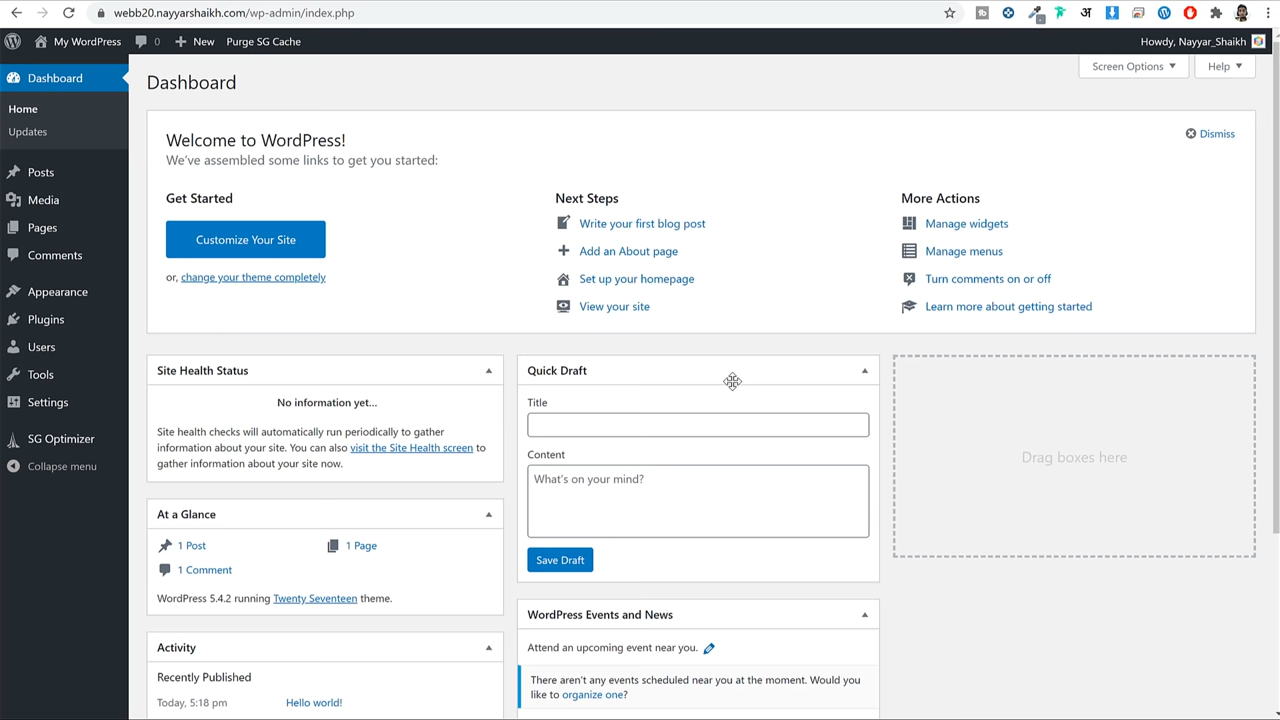 webb20.nayyarshaikh.com/wp-admin/index.php
My WordPress 0 New Purge SG Cache Howdy, Nayyar_Shaikh
Dashboard
Home
Updates
Posts
Media
Pages
Comments
Appearance
Plugins
Users
Tools
Settings
SG Optimizer
Collapse menu
Screen Options Help
Dashboard
Welcome to WordPress!
Dismiss
We've assembled some links to get you started:
Get Started
Customize Your Site
or, change your theme completely
Next Steps
Write your first blog post
Add an About page
Set up your homepage
View your site
More Actions
Manage widgets
Manage menus
Turn comments on or off
Learn more about getting started
Site Health Status
No information yet...
Site health checks will automatically run periodically to gather
information about your site. You can also visit the Site Health screen to
gather information about your site now.
At a Glance
1 Post 1 Page
1 Comment
WordPress 5.4.2 running Twenty Seventeen theme.
Activity
Recently Published
Today, 5:18 pm Hello world!
Quick Draft
Title
Content
What's on your mind?
Save Draft
WordPress Events and News
Attend an upcoming event near you.
There aren't any events scheduled near you at the moment. Would you
like to organize one?
Drag boxes here